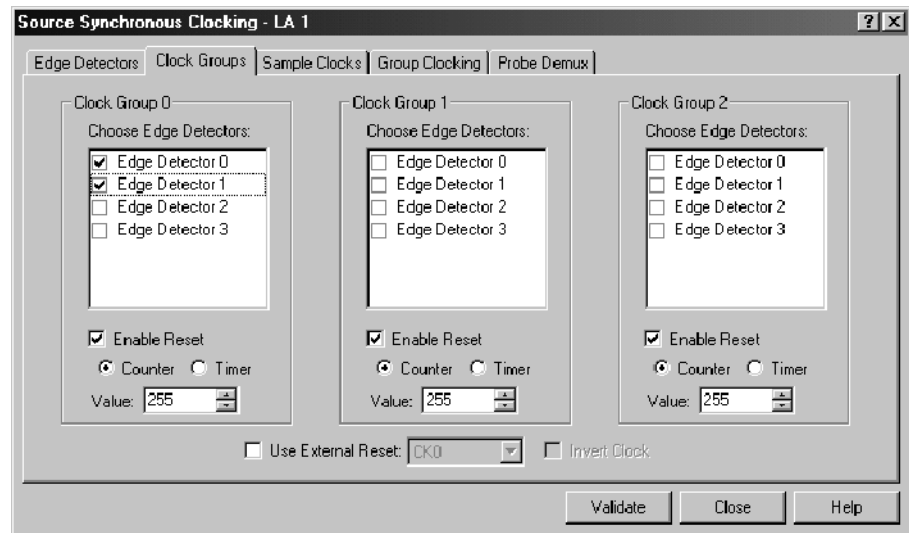 Source Synchronous Clocking - LA 1
Edge Detectors
Clock Groups
Sample Clocks
Group Clocking
Probe Demux
Clock Group 0
Choose Edge Detectors:
Edge Detector 0
Edge Detector 1
Edge Detector 2
Edge Detector 3
Enable Reset
Counter
Timer
Value: 255
Clock Group 1
Choose Edge Detectors:
Edge Detector 0
Edge Detector 1
Edge Detector 2
Edge Detector 3
Enable Reset
Counter
Timer
Value: 255
Clock Group 2
Choose Edge Detectors:
Edge Detector 0
Edge Detector 1
Edge Detector 2
Edge Detector 3
Enable Reset
Counter
Timer
Value: 255
Use External Reset: CK0
Invert Clock
Validate
Close
Help